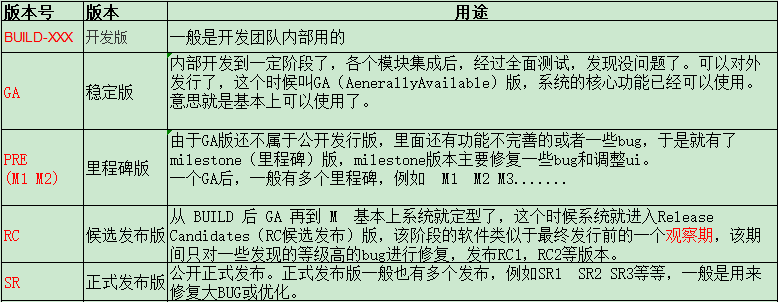 版本号 版本 用途
BUILD-XXX 开发版 一般是开发团队内部用的
GA 稳定版 内部开发到一定阶段了，各个模块集成后，经过全面测试，发现没问题了。可以对外
发行了，这个时候叫GA（AenerallyAvailable）版，系统的核心功能已经可以使用。
意思就是基本上可以使用了。
PRE
(M1 M2) 里程碑版 由于GA版还不属于公开发行版，里面还有功能不完善的或者一些bug，于是就有了
milestone（里程碑）版，milestone版本主要修复一些bug和调整ui。
一个GA后，一般有多个里程碑，例如 M1 M2 M3.......
RC 候选发布版 从 BUILD 后 GA 再到 M 基本上系统就定型了，这个时候系统就进入Release
Candidates（RC候选发布）版，该阶段的软件类似于最终发行前的一个观察期，该期
间只对一些发现的等级高的bug进行修复，发布RC1，RC2等版本。
SR 正式发布版 公开正式发布。正式发布版一般也有多个发布，例如SR1 SR2 SR3等等，一般是用来
修复大BUG或优化。